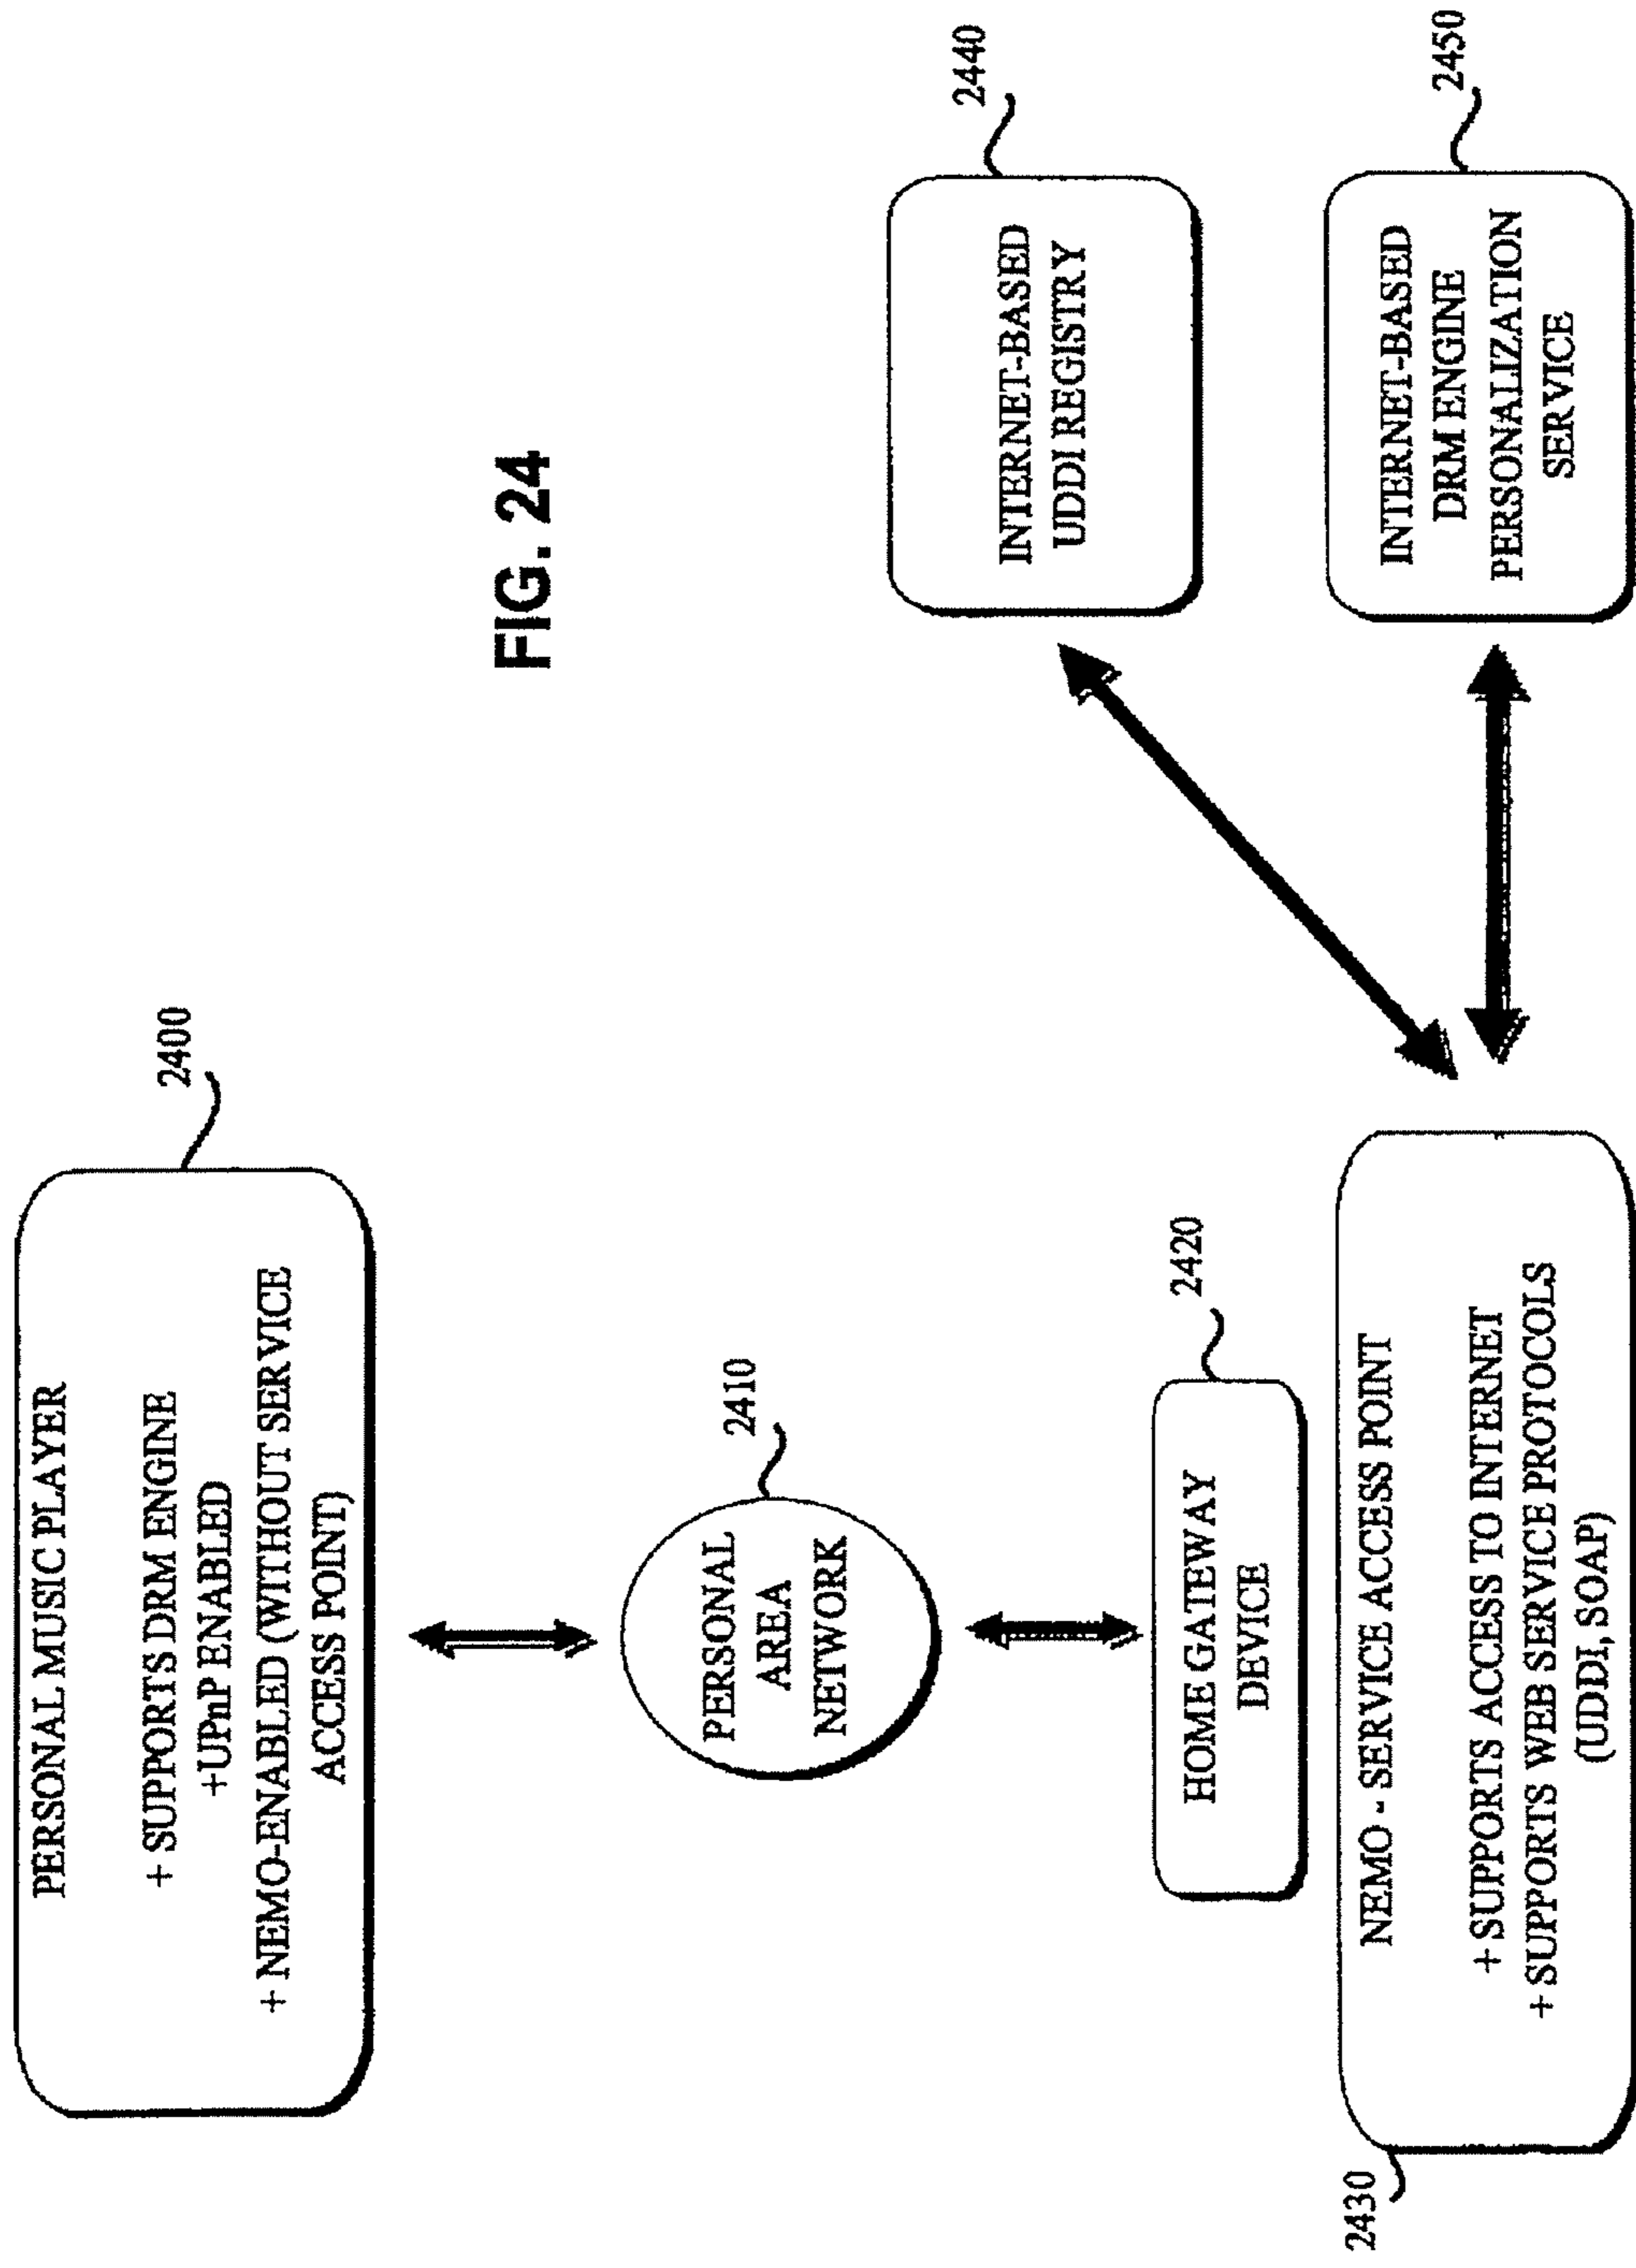 2400
PERSONAL MUSIC PLAYER
+ SUPPORTS DRM ENGINE
+UPnP ENABLED
+ NEMO-ENABLED (WITHOUT SERVICE
ACCESS POINT)
FIG. 24
2410
PERSONAL
AREA
NETWORK
2440
INTERNET-BASED
UDDI REGISTRY
2420
HOME GATEWAY
DEVICE
2430
NEMO - SERVICE ACCESS POINT
+ SUPPORTS ACCESS TO INTERNET
+ SUPPORTS WEB SERVICE PROTOCOLS
(UDDI, SOAP)
2450
INTERNET-BASED
DRM ENGINE
PERSONALIZATION
SERVICE